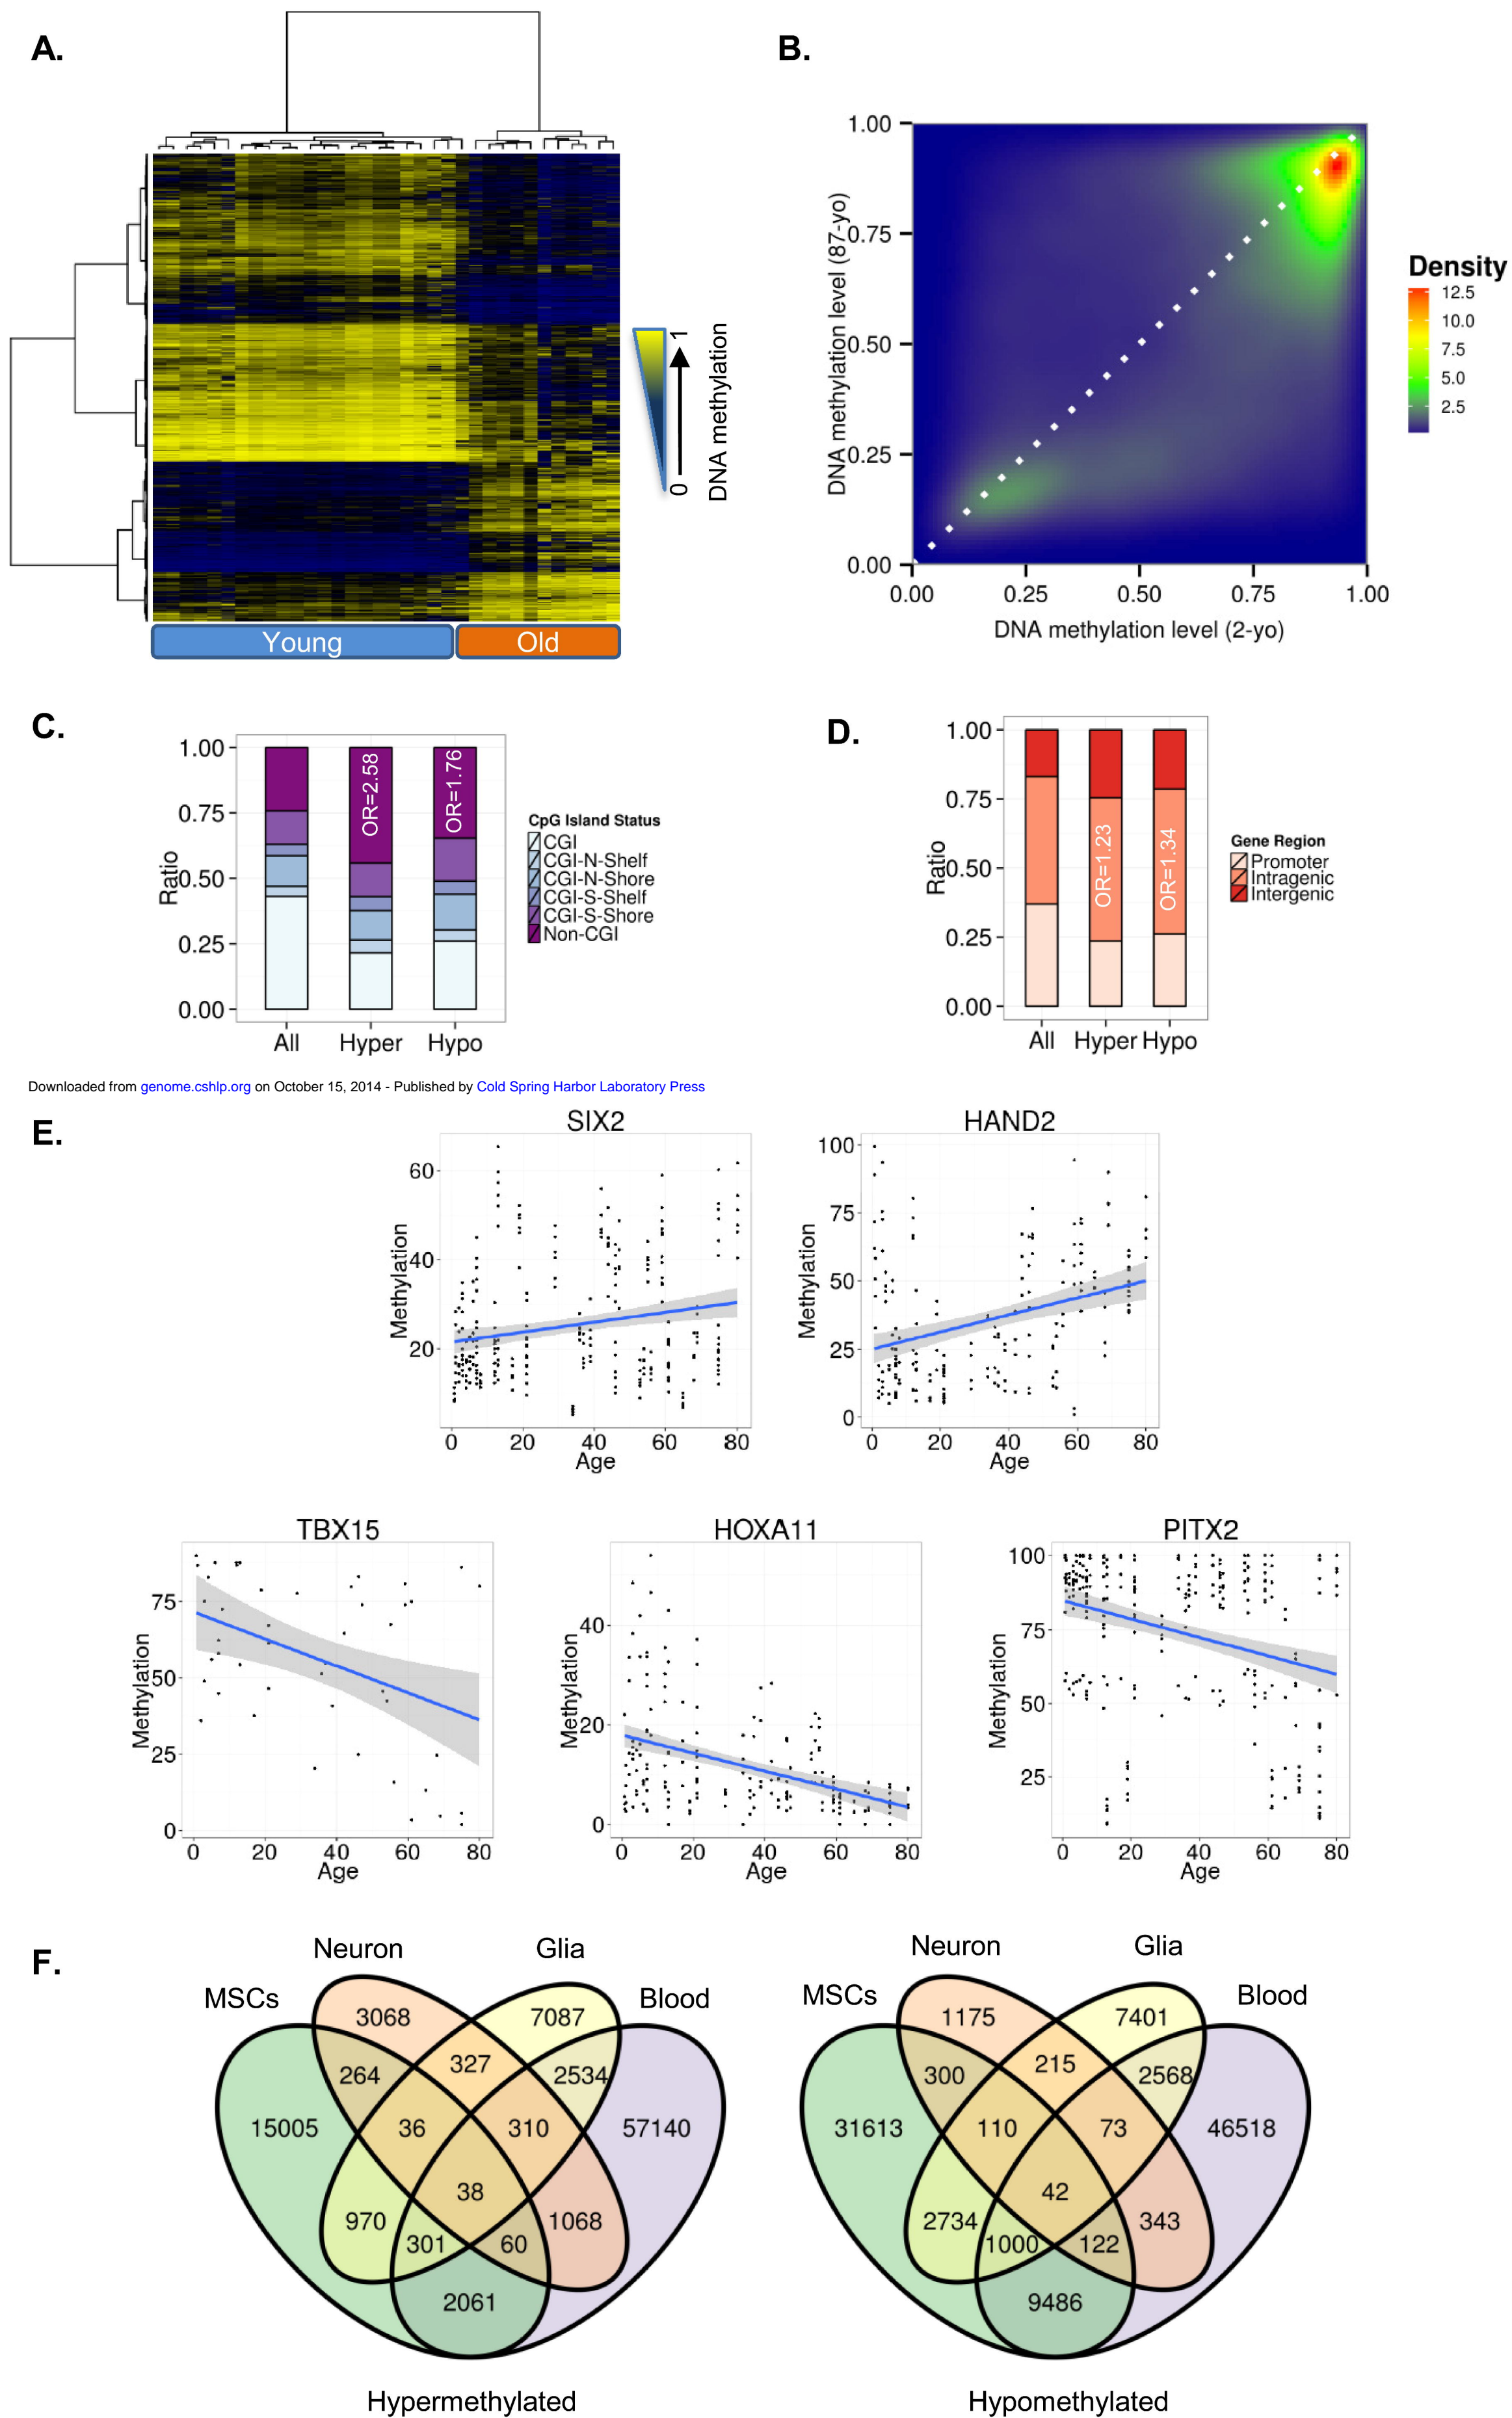 A.
B.
1.00
0.75
0.50
0.25
0.00
0.00 0.25 0.50 0.75 1.00
DNA methylation level (87-yo)
DNA methylation level (2-yo)
Density
12.5
10.0
7.5
5.0
2.5
0 1
DNA methylation
Young Old
C.
1.00
0.75
0.50
0.25
0.00
Ratio
OR=2.58
OR=1.76
All Hyper Hypo
CpG Island Status
CGI
CGI-N-Shelf
CGI-N-Shore
CGI-S-Shelf
CGI-S-Shore
Non-CGI
D.
1.00
0.75
0.50
0.25
0.00
Ratio
OR=1.23
OR=1.34
All Hyper Hypo
Gene Region
Promoter
Intragenic
Intergenic
Downloaded from genome.cshlp.org on October 15, 2014 - Published by Cold Spring Harbor Laboratory Press
E.
SIX2
60
40
20
Methylation
0 20 40 60 80
Age
HAND2
100
75
50
25
0
Methylation
0 20 40 60 80
Age
TBX15
75
50
25
0
Methylation
0 20 40 60 80
Age
HOXA11
40
20
0
Methylation
0 20 40 60 80
Age
PITX2
100
75
50
25
Methylation
0 20 40 60 80
Age
F.
Neuron Glia
MSCs Blood
3068 7087
264 327 2534
15005 36 310 57140
38
970 301 60 1068
2061
Hypermethylated
Neuron Glia
MSCs Blood
1175 7401
300 215 2568
31613 110 73 46518
42
2734 1000 122 343
9486
Hypomethylated